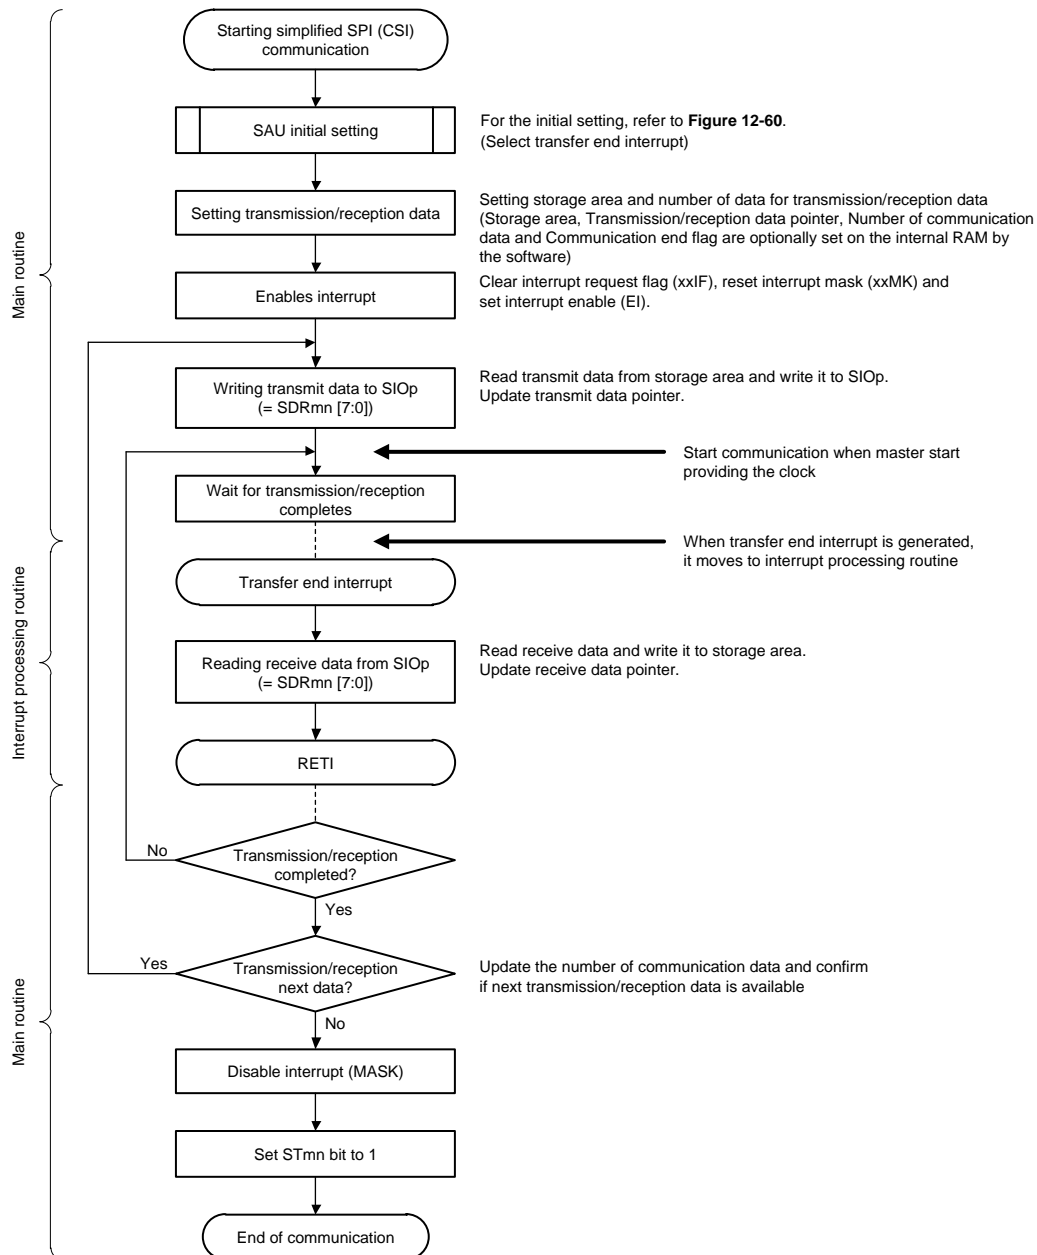 Starting simplified SPI (CSI)
communication
SAU initial setting
For the initial setting, refer to Figure 12-60.
(Select transfer end interrupt)
Setting transmission/reception data
Setting storage area and number of data for transmission/reception data
(Storage area, Transmission/reception data pointer, Number of communication
data and Communication end flag are optionally set on the internal RAM by
the software)
Main routine
Enables interrupt
Clear interrupt request flag (xxIF), reset interrupt mask (xxMK) and
set interrupt enable (EI).
Writing transmit data to SIOp
(= SDRmn [7:0])
Read transmit data from storage area and write it to SIOp.
Update transmit data pointer.
Start communication when master start
providing the clock
Wait for transmission/reception
completes
When transfer end interrupt is generated,
it moves to interrupt processing routine
Transfer end interrupt
Interrupt processing routine
Reading receive data from SIOp
(= SDRmn [7:0])
Read receive data and write it to storage area.
Update receive data pointer.
RETI
No
Transmission/reception
completed?
Yes
Yes
Transmission/reception
next data?
Update the number of communication data and confirm
if next transmission/reception data is available
No
Main routine
Disable interrupt (MASK)
Set STmn bit to 1
End of communication